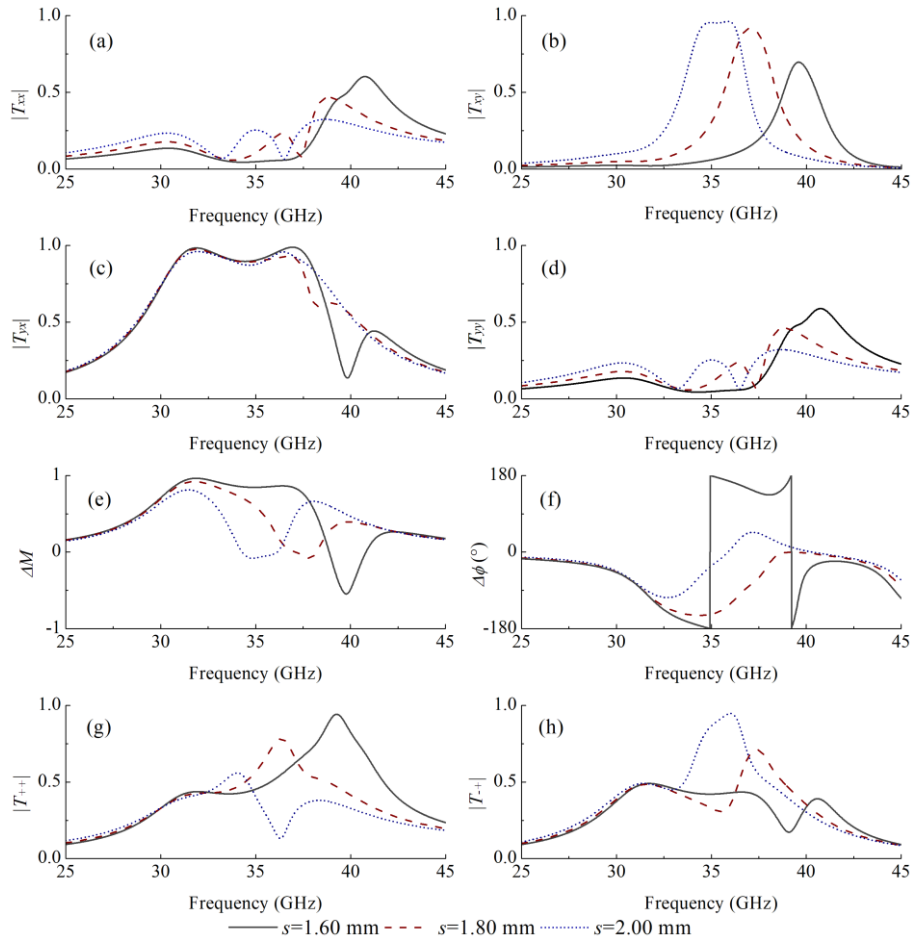 (a)
|Txx|
1.0
0.5
0.0
25 30 35 40 45
Frequency (GHz)
(b)
|Txy|
1.0
0.5
0.0
25 30 35 40 45
Frequency (GHz)
(c)
|Tyx|
1.0
0.5
0.0
25 30 35 40 45
Frequency (GHz)
(d)
|Tyy|
1.0
0.5
0.0
25 30 35 40 45
Frequency (GHz)
(e)
ΔM
1
0
-1
25 30 35 40 45
Frequency (GHz)
(f)
Δϕ (°)
180
0
-180
25 30 35 40 45
Frequency (GHz)
(g)
|T++|
1.0
0.5
0.0
25 30 35 40 45
Frequency (GHz)
(h)
|T-+|
1.0
0.5
0.0
25 30 35 40 45
Frequency (GHz)
s=1.60 mm s=1.80 mm s=2.00 mm